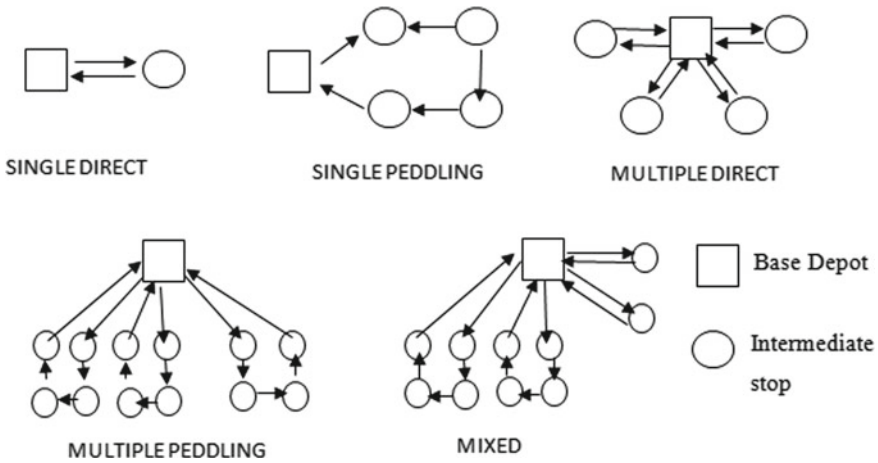 SINGLE DIRECT
SINGLE PEDDLING
MULTIPLE DIRECT
Base Depot
Intermediate
stop
MULTIPLE PEDDLING
MIXED